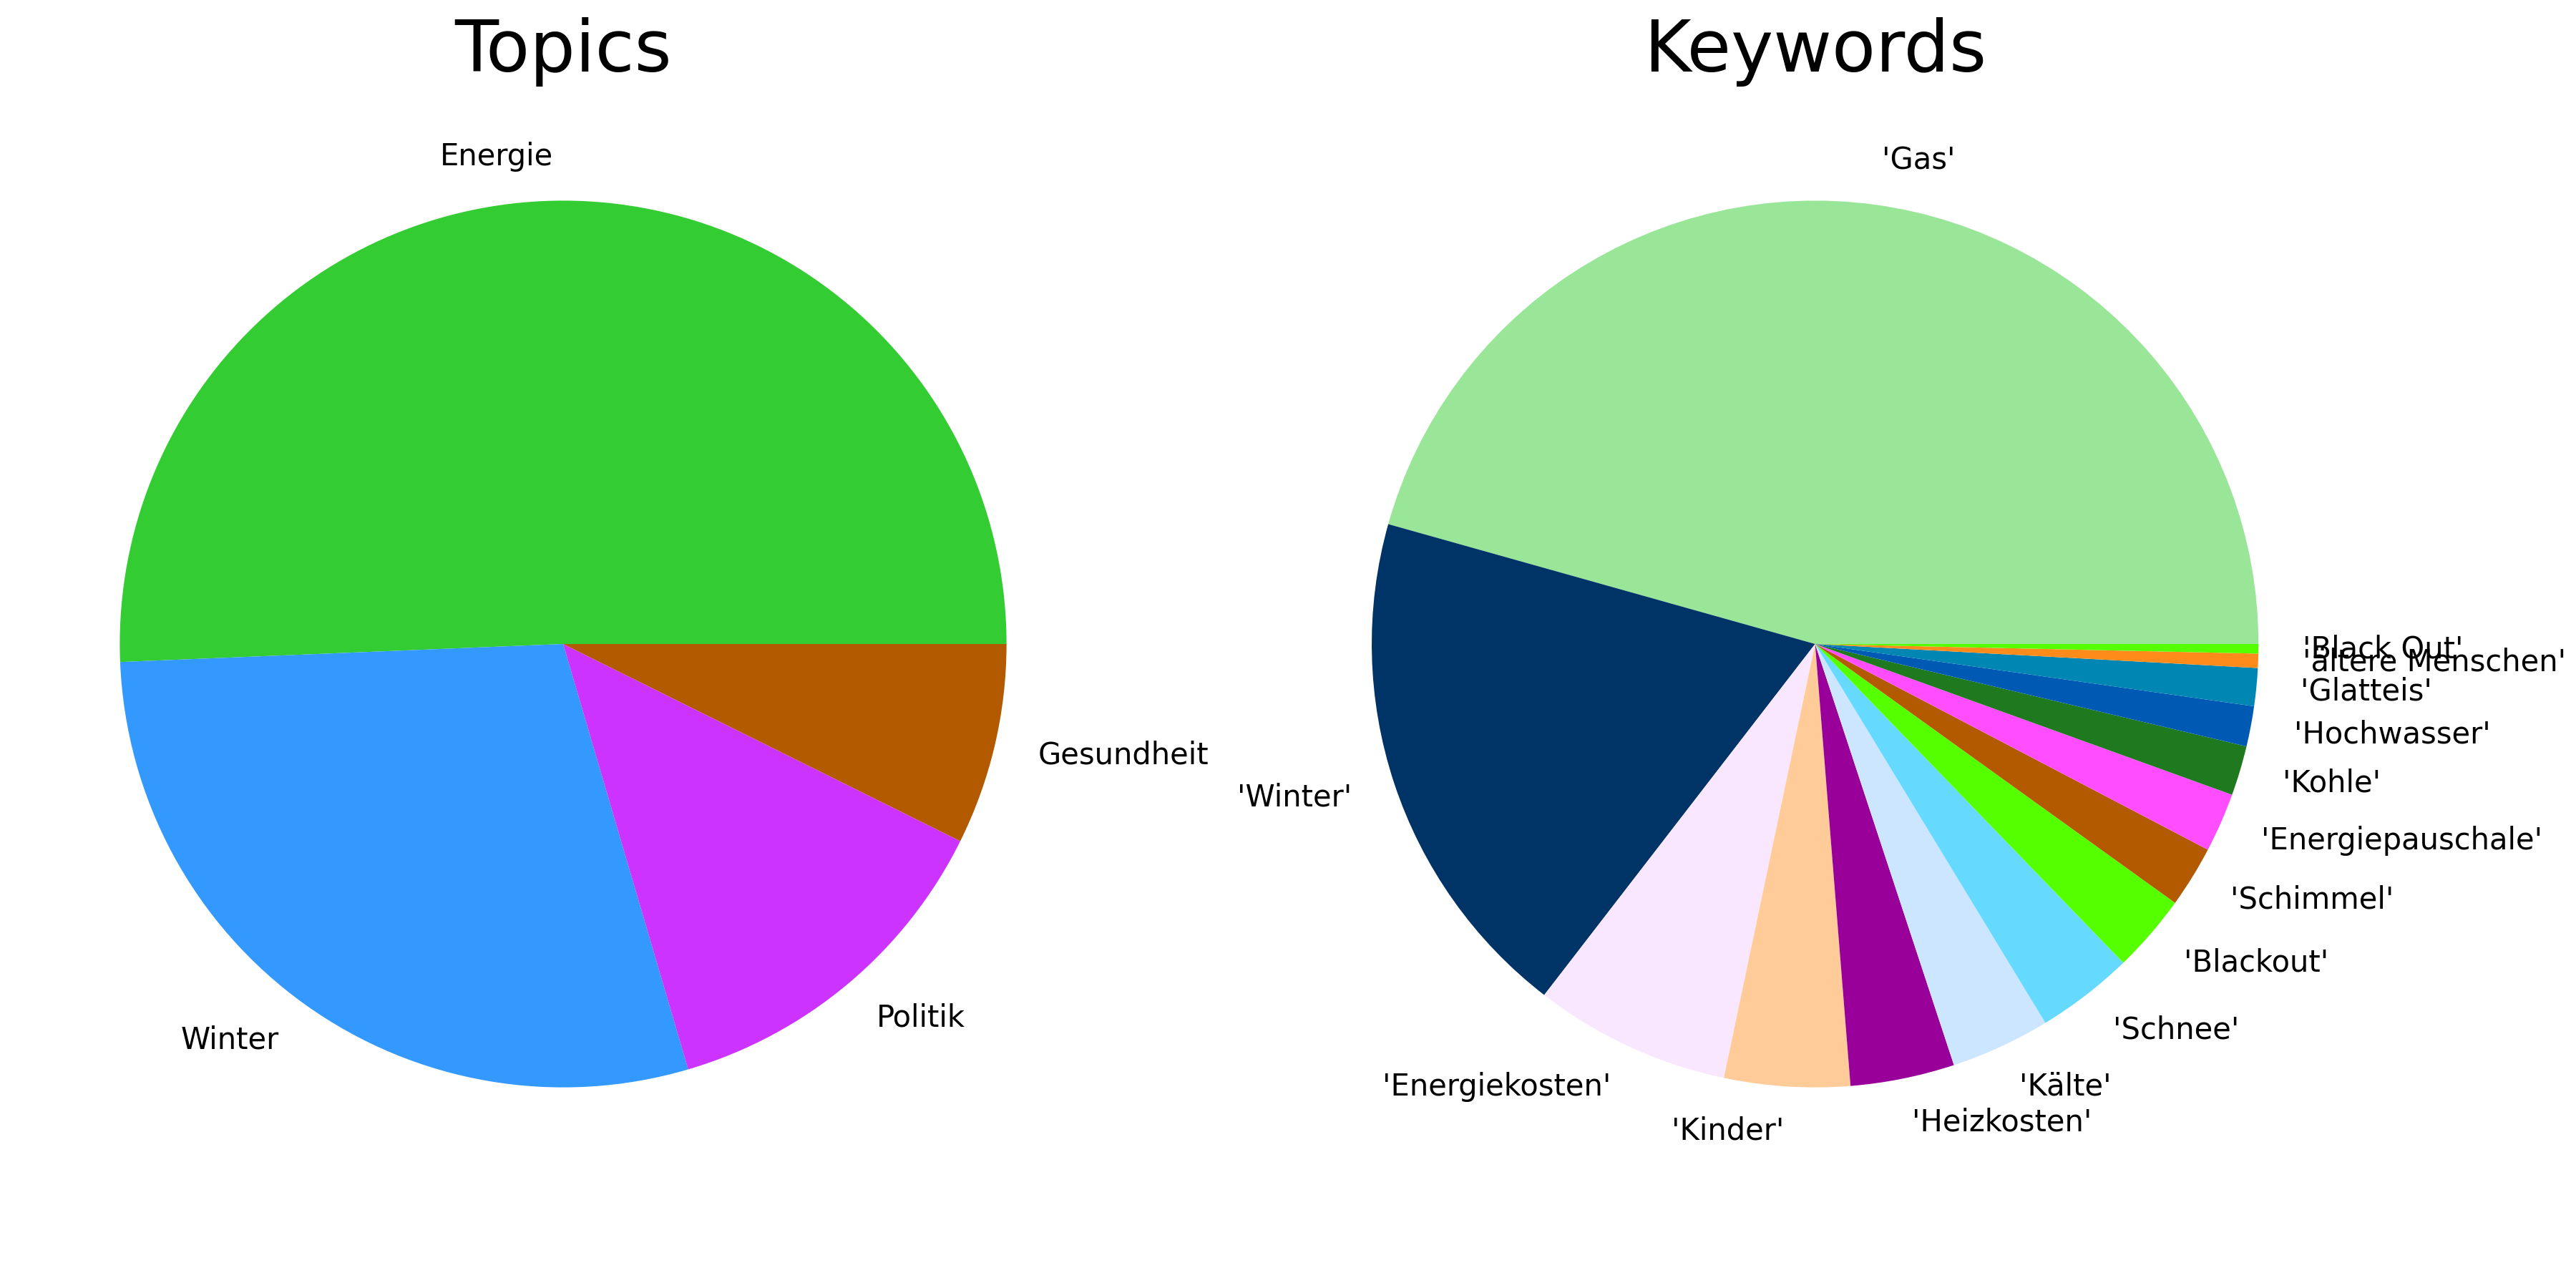 Topics
Energie
Winter
Politik
Gesundheit
Keywords
'Gas'
'Winter'
'Energiekosten'
'Kinder'
'Heizkosten'
'Kälte'
'Schnee'
'Blackout'
'Schimmel'
'Energiepauschale'
'Kohle'
'Hochwasser'
'Glatteis'
'ältere Menschen'
'Black Out'